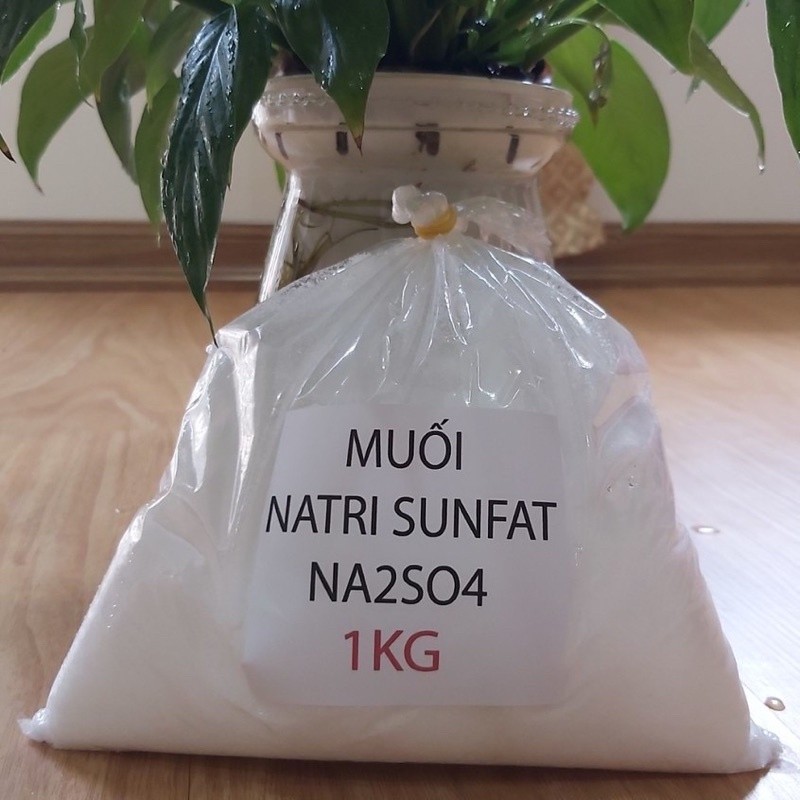 MUỐI
NATRI SUNFAT
NA2SO4
1KG